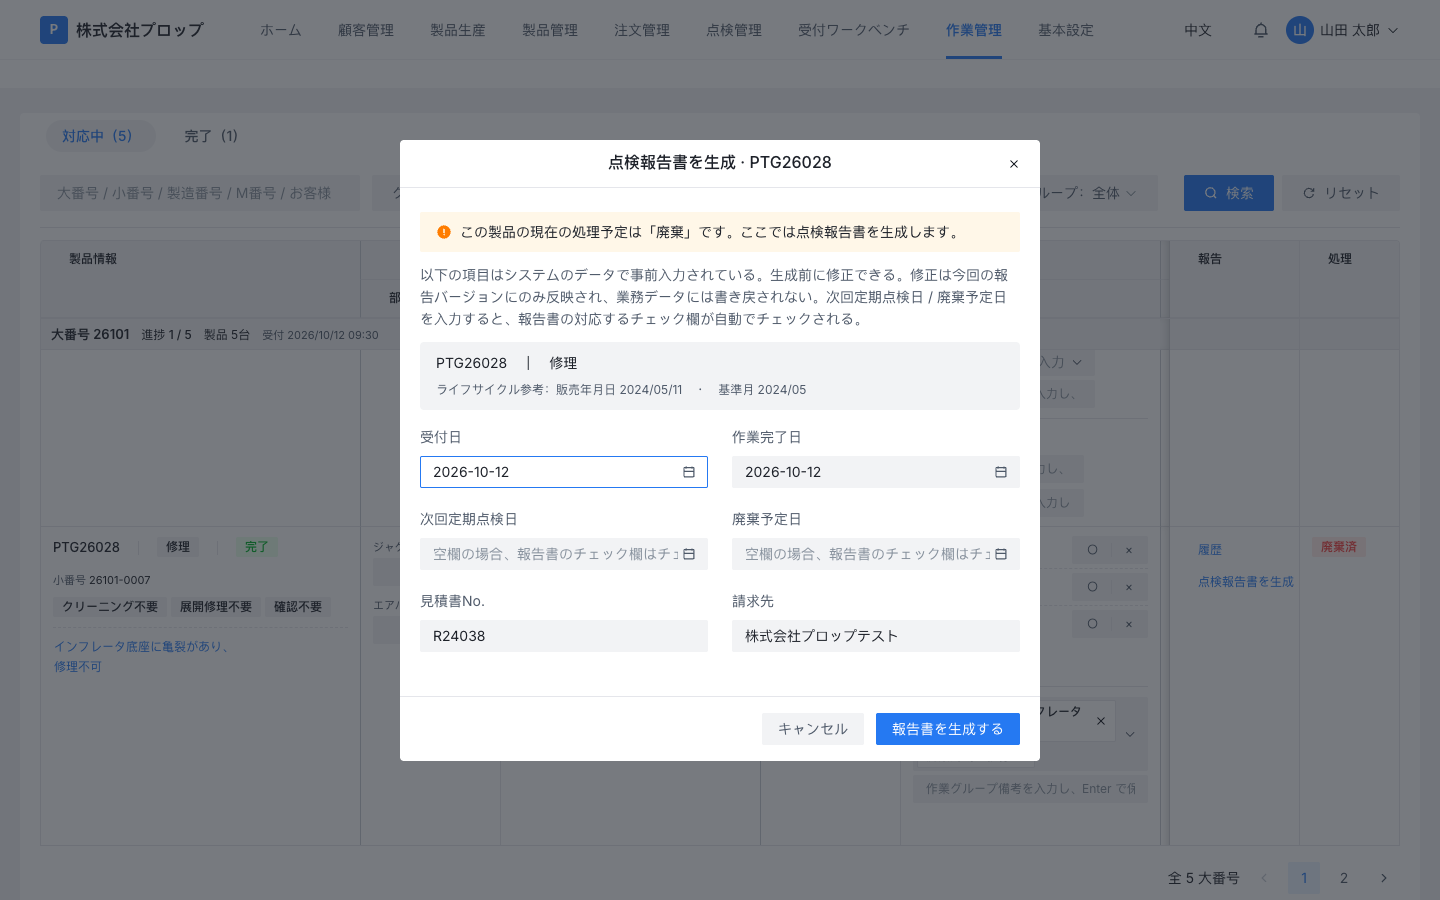 P 株式会社プロップ ホーム 顧客管理 製品生産 製品管理 注文管理 点検管理 受付ワークベンチ 作業管理 基本設定 中文 山 山田 太郎
対応中 (5) 完了 (1)
大番号 / 小番号 / 製造番号 / M番号 / お客様
ループ: 全体
検索
リセット
製品情報
報告
処理
大番号 26101 進捗 1 / 5 製品 5台 受付 2026/10/12 09:30
入力
入力し、
PTG26028 修理 完了
小番号 26101-0007
クリーニング不要 展開修理不要 確認不要
インフレータ底座に亀裂があり、
修理不可
O ×
O ×
O ×
履歴
点検報告書を生成
廃棄済
フレータ ×
作業グループ備考を入力し、Enter で保
全 5 大番号 ‹ 1 2 ›
点検報告書を生成 · PTG26028 ×
この製品の現在の処理予定は「廃棄」です。ここでは点検報告書を生成します。
以下の項目はシステムのデータで事前入力されている。生成前に修正できる。修正は今回の報
告バージョンにのみ反映され、業務データには書き戻されない。次回定期点検日 / 廃棄予定日
を入力すると、報告書の対応するチェック欄が自動でチェックされる。
PTG26028 | 修理
ライフサイクル参考: 販売年月日 2024/05/11 · 基準月 2024/05
受付日 作業完了日
2026-10-12 2026-10-12
次回定期点検日 廃棄予定日
空欄の場合、報告書のチェック欄はチェ 空欄の場合、報告書のチェック欄はチェ
見積書No. 請求先
R24038 株式会社プロップテスト
キャンセル 報告書を生成する